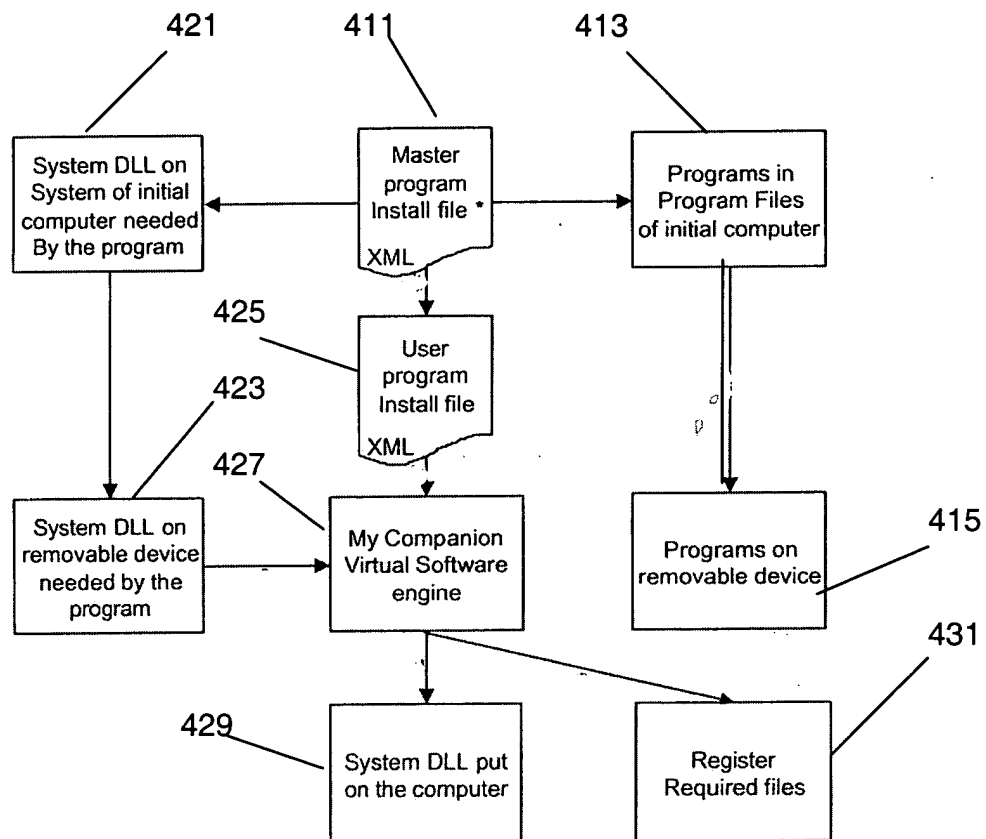 421
411
413
System DLL on
System of initial
computer needed
By the program
Master
program
Install file *
XML
Programs in
Program Files
of initial computer
425
User
program
Install file
XML
423
427
System DLL on
removable device
needed by the
program
My Companion
Virtual Software
engine
Programs on
removable device
415
431
429
System DLL put
on the computer
Register
Required files